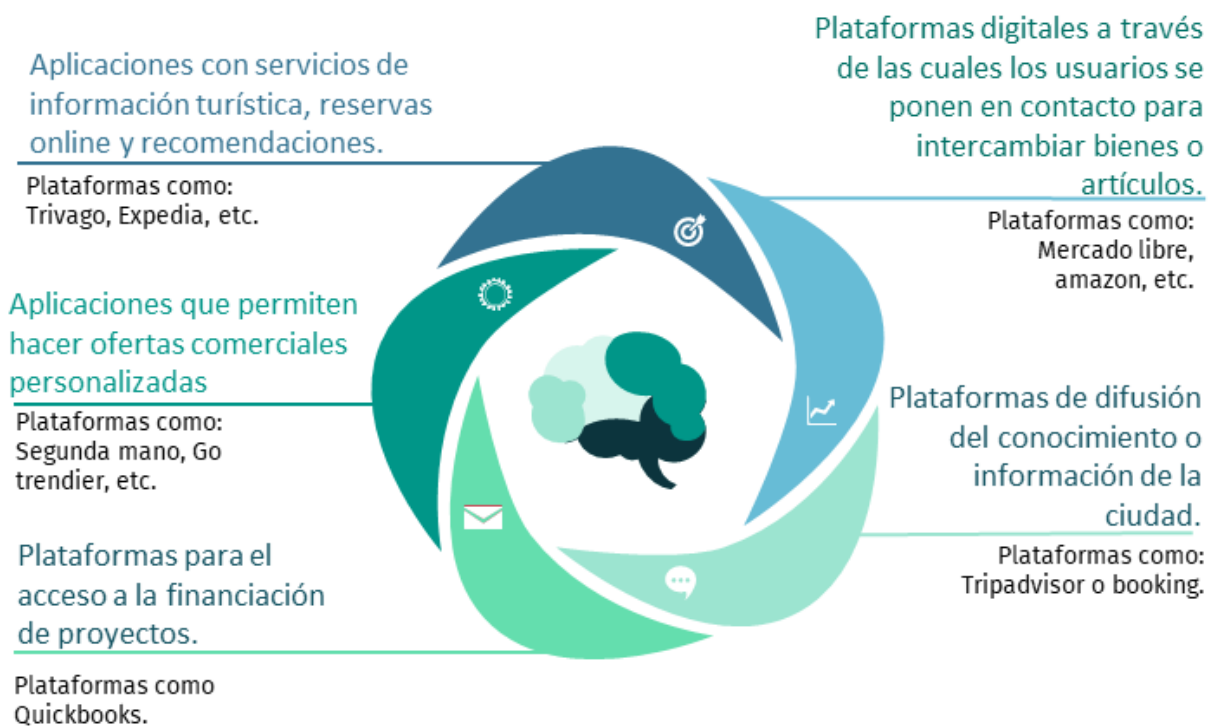 Aplicaciones con servicios de
información turística, reservas
online y recomendaciones.
Plataformas como:
Trivago, Expedia, etc.
Plataformas digitales a través
de las cuales los usuarios se
ponen en contacto para
intercambiar bienes o
artículos.
Plataformas como:
Mercado libre,
amazon, etc.
Aplicaciones que permiten
hacer ofertas comerciales
personalizadas
Plataformas como:
Segunda mano, Go
trendier, etc.
Plataformas de difusión
del conocimiento o
información de la
ciudad.
Plataformas como:
Tripadvisor o booking.
Plataformas para el
acceso a la financiación
de proyectos.
Plataformas como
Quickbooks.